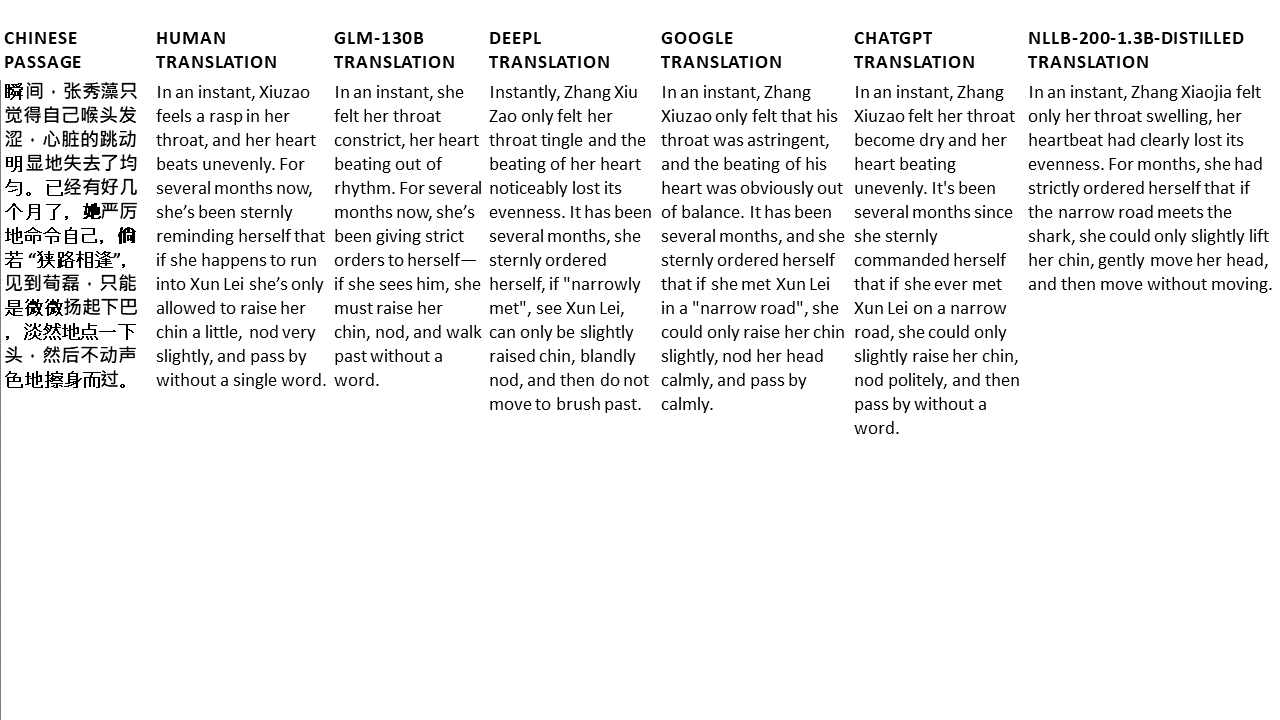 CHINESE
PASSAGE
瞬间，张秀藻只
觉得自己喉头发
涩，心脏的跳动
明显地失去了均
匀。已经有好几
个月了，她严厉
地命令自己，倘
若 “狭路相逢”，
见到荀磊，只能
是微微扬起下巴
，淡然地点一下
头，然后不动声
色地擦身而过。
HUMAN
TRANSLATION
In an instant, Xiuzao
feels a rasp in her
throat, and her heart
beats unevenly. For
several months now,
she’s been sternly
reminding herself that
if she happens to run
into Xun Lei she’s only
allowed to raise her
chin a little, nod very
slightly, and pass by
without a single word.
GLM-130B
TRANSLATION
In an instant, she
felt her throat
constrict, her heart
beating out of
rhythm. For several
months now, she’s
been giving strict
orders to herself—
if she sees him, she
must raise her
chin, nod, and walk
past without a
word.
DEEPL
TRANSLATION
Instantly, Zhang Xiu
Zao only felt her
throat tingle and the
beating of her heart
noticeably lost its
evenness. It has been
several months, she
sternly ordered
herself, if "narrowly
met", see Xun Lei,
can only be slightly
raised chin, blandly
nod, and then do not
move to brush past.
GOOGLE
TRANSLATION
In an instant, Zhang
Xiuzao only felt that his
throat was astringent,
and the beating of his
heart was obviously out
of balance. It has been
several months, and she
sternly ordered herself
that if she met Xun Lei
in a "narrow road", she
could only raise her chin
slightly, nod her head
calmly, and pass by
calmly.
CHATGPT
TRANSLATION
In an instant, Zhang
Xiuzao felt her throat
become dry and her
heart beating
unevenly. It's been
several months since
she sternly
commanded herself
that if she ever met
Xun Lei on a narrow
road, she could only
slightly raise her chin,
nod politely, and then
pass by without a
word.
NLLB-200-1.3B-DISTILLED
TRANSLATION
In an instant, Zhang Xiaojia felt
only her throat swelling, her
heartbeat had clearly lost its
evenness. For months, she had
strictly ordered herself that if
the narrow road meets the
shark, she could only slightly lift
her chin, gently move her head,
and then move without moving.